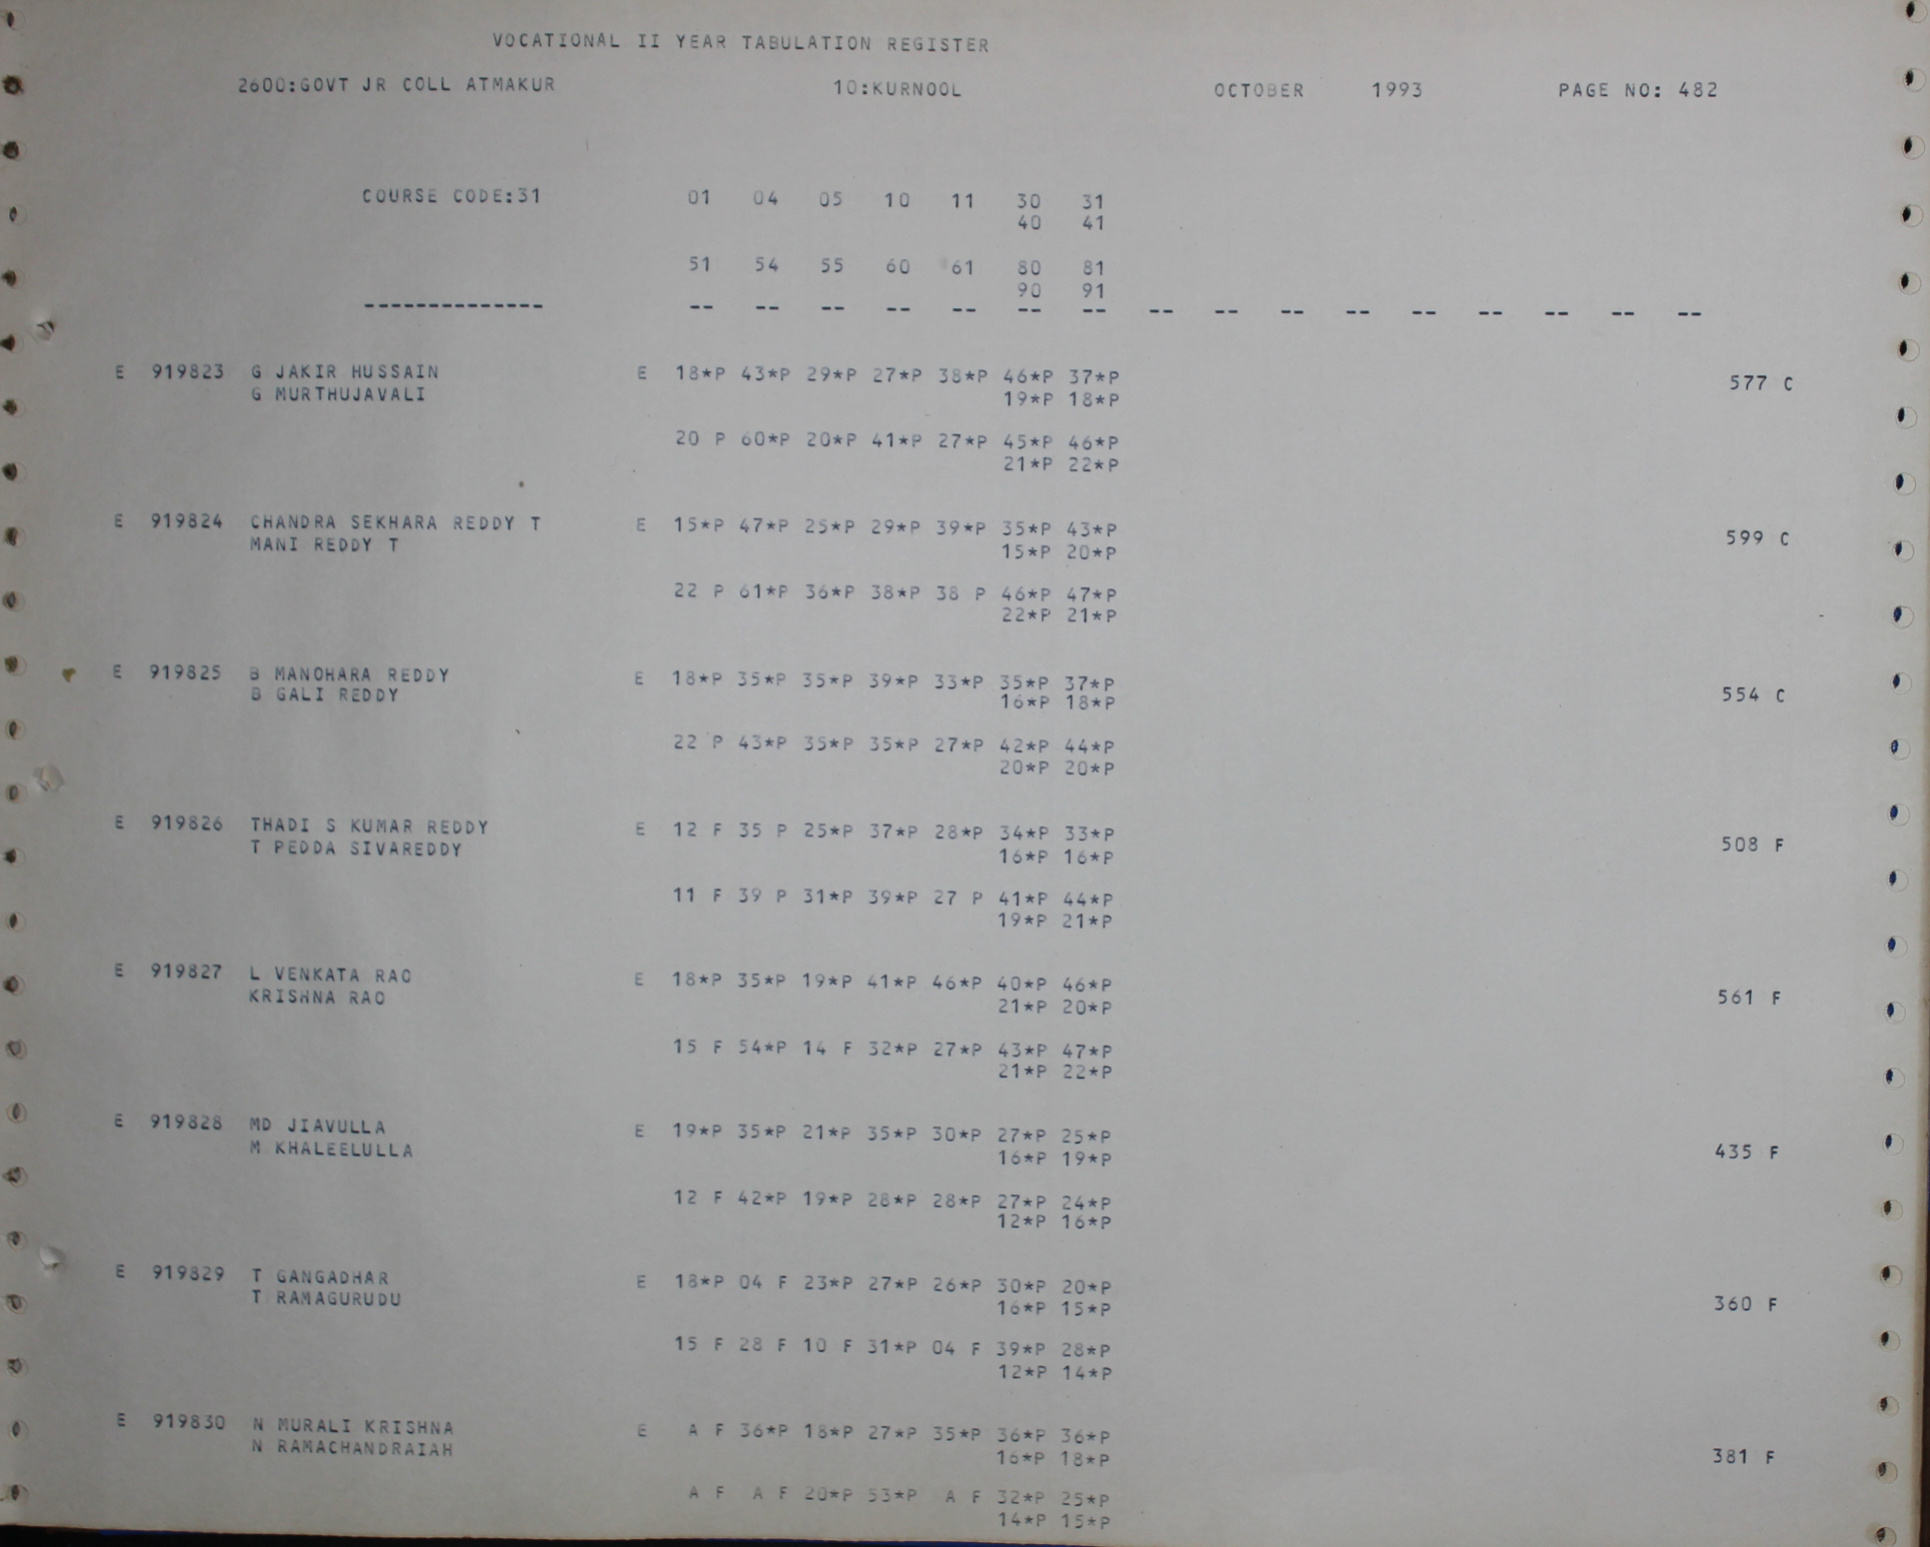 VOCATIONAL II YEAR TABULATION REGISTER
2600:GOVT JR COLL ATMAKUR 10:KURNOOL OCTOBER 1993 PAGE NO: 482
COURSE CODE:31 01 04 05 10 11 30 31
40 41
51 54 55 60 61 80 81
90 91
-------------- -- -- -- -- -- -- -- -- -- -- -- -- -- -- -- --
E 919823 G JAKIR HUSSAIN E 18*P 43*P 29*P 27*P 38*P 46*P 37*P
G MURTHUJAVALI 19*P 18*P 577 C
20 P 60*P 20*P 41*P 27*P 45*P 46*P
21*P 22*P
E 919824 CHANDRA SEKHARA REDDY T E 15*P 47*P 25*P 29*P 39*P 35*P 43*P
MANI REDDY T 15*P 20*P 599 C
22 P 61*P 36*P 38*P 38 P 46*P 47*P
22*P 21*P
E 919825 B MANOHARA REDDY E 18*P 35*P 35*P 39*P 33*P 35*P 37*P
B GALI REDDY 16*P 18*P 554 C
22 P 43*P 35*P 35*P 27*P 42*P 44*P
20*P 20*P
E 919826 THADI S KUMAR REDDY E 12 F 35 P 25*P 37*P 28*P 34*P 33*P
T PEDDA SIVAREDDY 16*P 16*P 508 F
11 F 39 P 31*P 39*P 27 P 41*P 44*P
19*P 21*P
E 919827 L VENKATA RAO E 18*P 35*P 19*P 41*P 46*P 40*P 46*P
KRISHNA RAO 21*P 20*P 561 F
15 F 54*P 14 F 32*P 27*P 43*P 47*P
21*P 22*P
E 919828 MD JIAVULLA E 19*P 35*P 21*P 35*P 30*P 27*P 25*P
M KHALEELULLA 16*P 19*P 435 F
12 F 42*P 19*P 28*P 28*P 27*P 24*P
12*P 16*P
E 919829 T GANGADHAR E 18*P 04 F 23*P 27*P 26*P 30*P 20*P
T RAMAGURUDU 16*P 15*P 360 F
15 F 28 F 10 F 31*P 04 F 39*P 28*P
12*P 14*P
E 919830 N MURALI KRISHNA E A F 36*P 18*P 27*P 35*P 36*P 36*P
N RAMACHANDRAIAH 16*P 18*P 381 F
A F A F 20*P 53*P A F 32*P 25*P
14*P 15*P